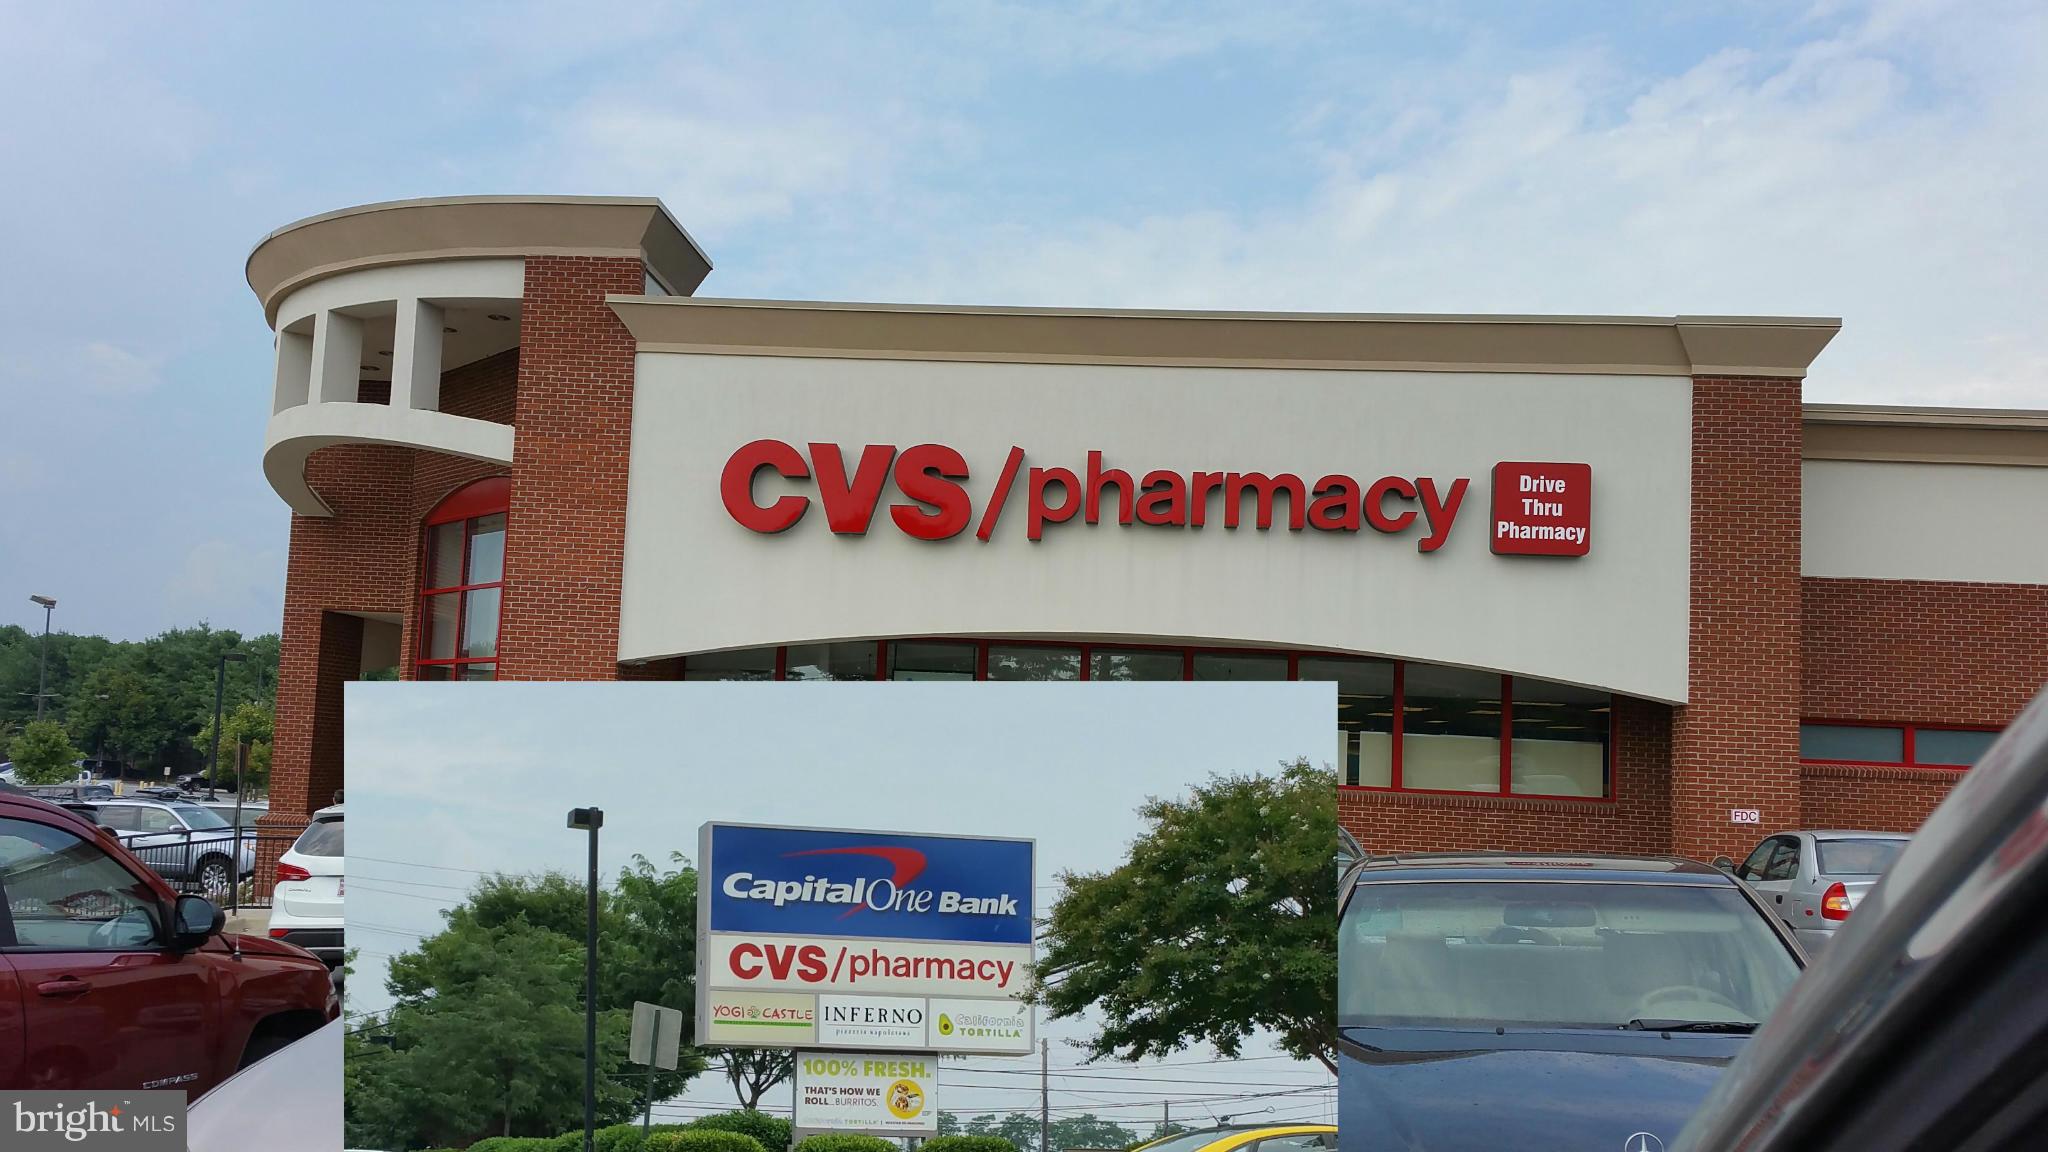 CVS/pharmacy
Drive
Thru
Pharmacy
FDC
Capital One Bank
CVS/pharmacy
YOGI CASTLE
INFERNO
pizzeria napoletana
California
TORTILLA
100% FRESH.
THAT'S HOW WE
ROLL...BURRITOS.
COMPASS
bright™ MLS